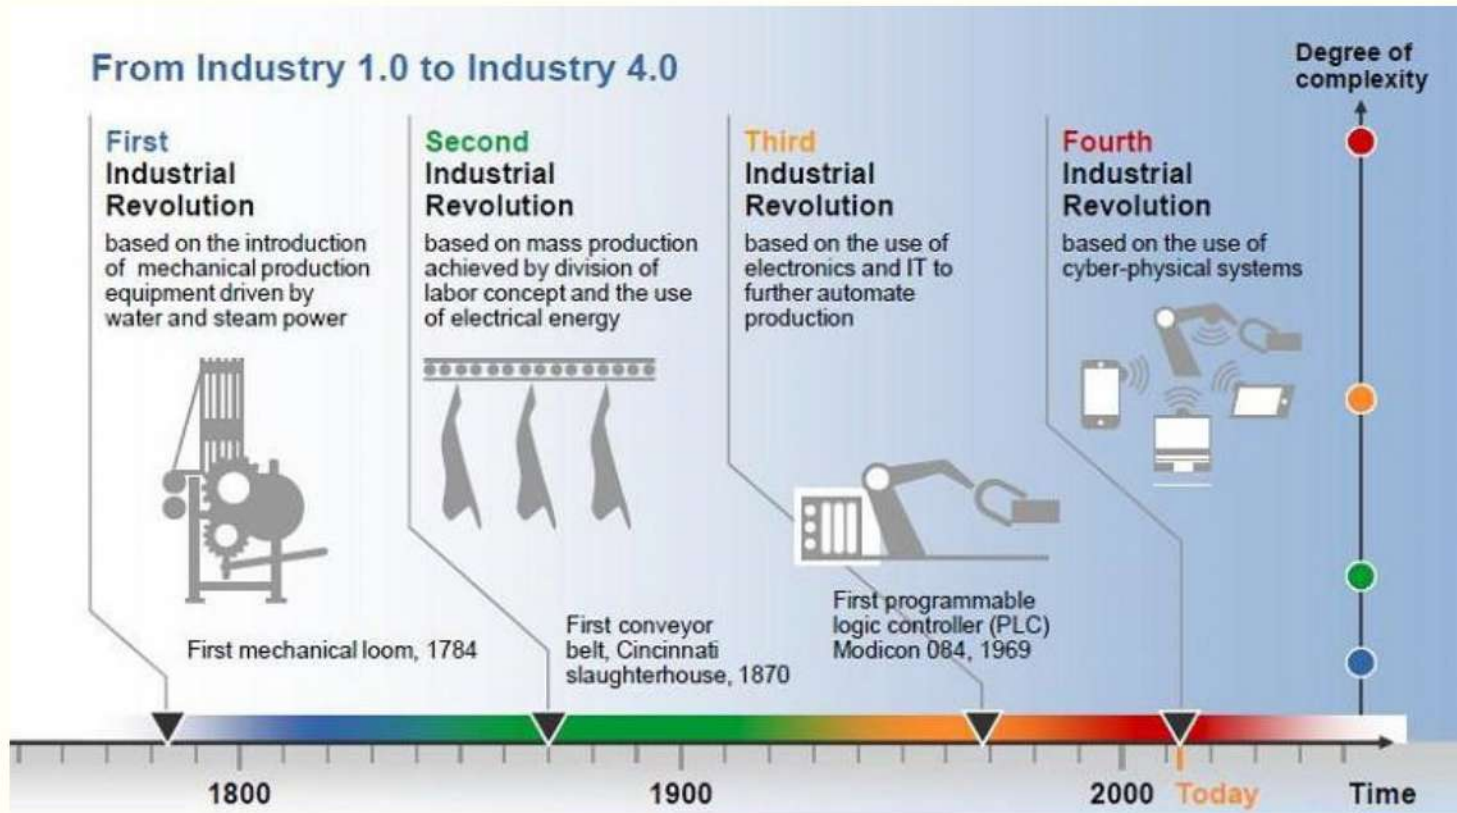 From Industry 1.0 to Industry 4.0
Degree of
complexity
First
Industrial
Revolution
based on the introduction
of mechanical production
equipment driven by
water and steam power
Second
Industrial
Revolution
based on mass production
achieved by division of
labor concept and the use
of electrical energy
Third
Industrial
Revolution
based on the use of
electronics and IT to
further automate
production
Fourth
Industrial
Revolution
based on the use of
cyber-physical systems
First mechanical loom, 1784
First conveyor
belt, Cincinnati
slaughterhouse, 1870
First programmable
logic controller (PLC)
Modicon 084, 1969
1800
1900
2000
Today
Time